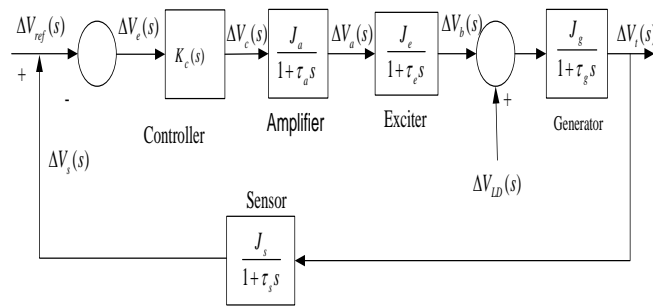 ΔV_ref(s)
ΔV_e(s)
K_c(s)
ΔV_c(s)
J_a
1+τ_a s
ΔV_a(s)
J_e
1+τ_e s
ΔV_b(s)
J_g
1+τ_g s
ΔV_t(s)
+
-
+
Controller
Amplifier
Exciter
Generator
ΔV_s(s)
ΔV_LD(s)
Sensor
J_s
1+τ_s s